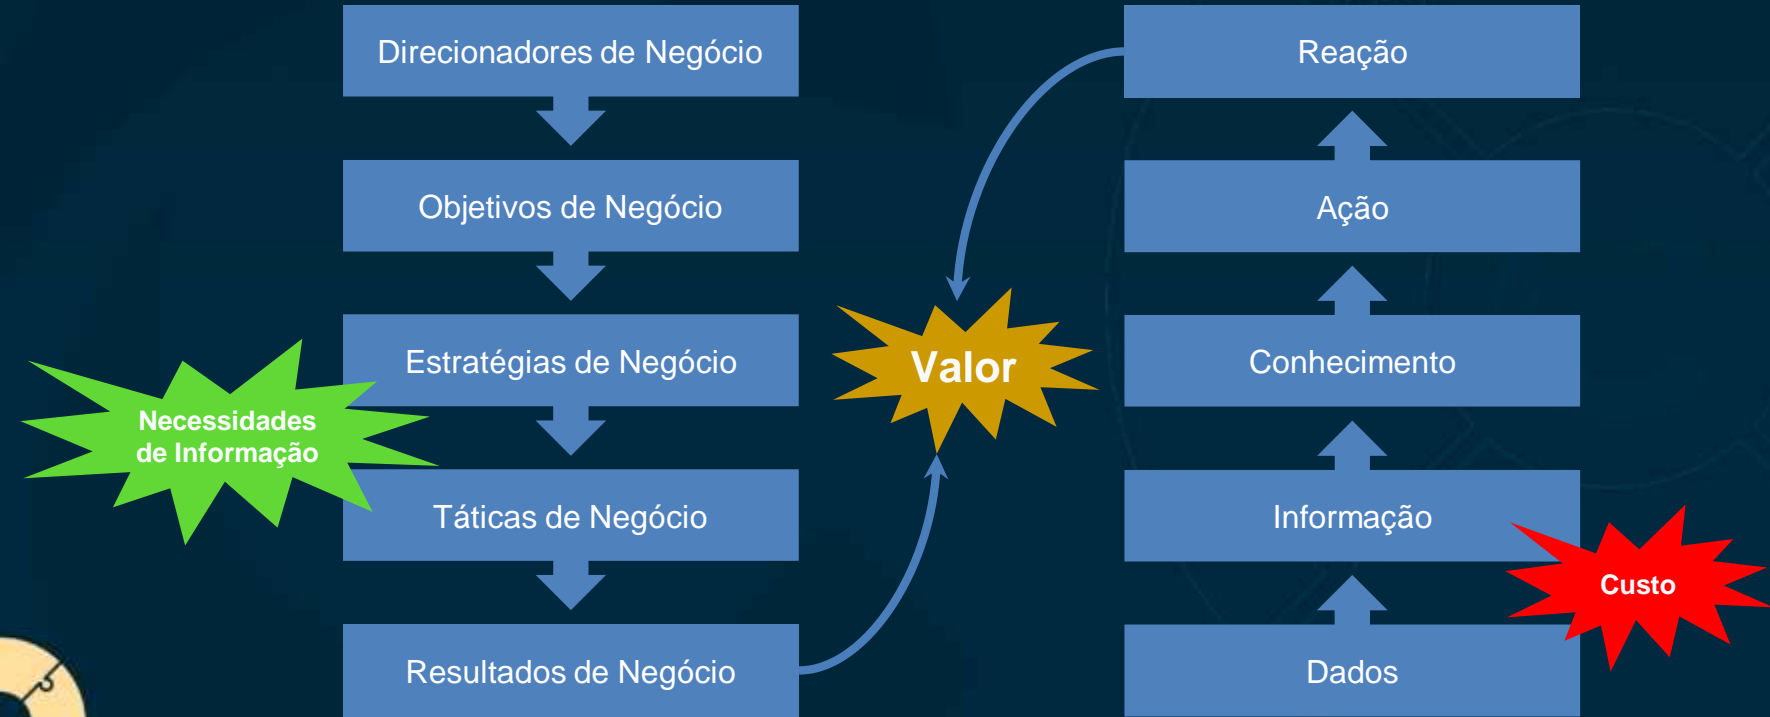 Direcionadores de Negócio
Objetivos de Negócio
Estratégias de Negócio
Necessidades
de Informação
Táticas de Negócio
Resultados de Negócio
Valor
Reação
Ação
Conhecimento
Informação
Custo
Dados